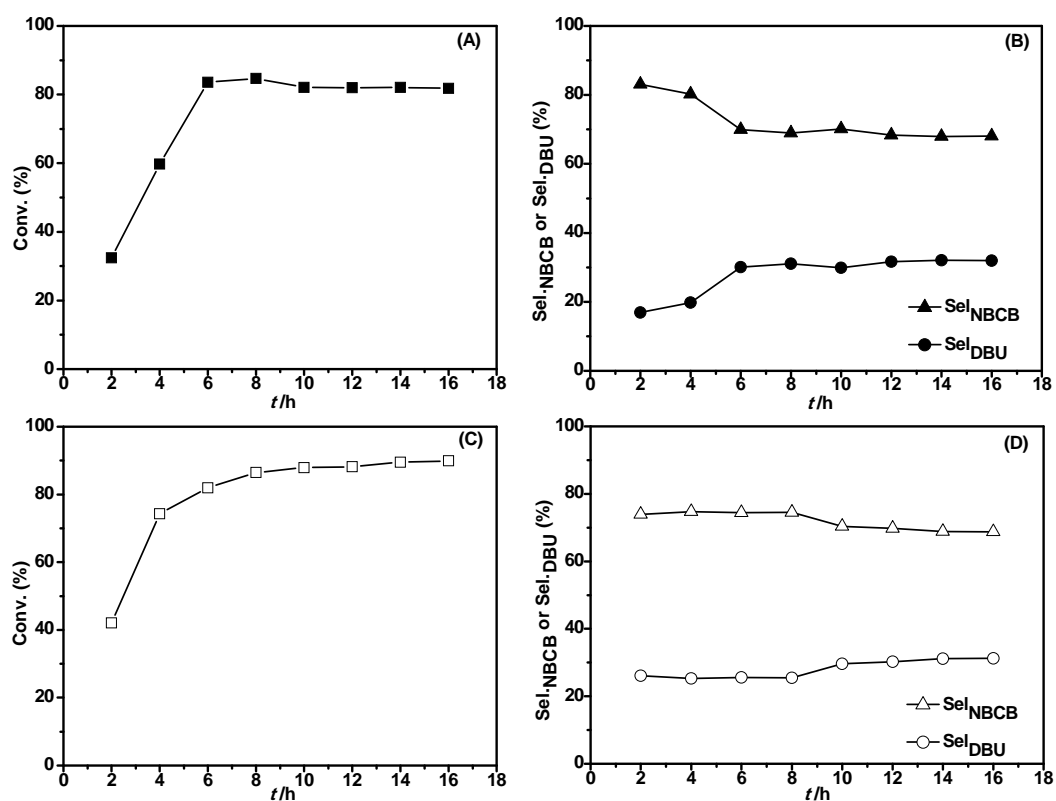 100
(A)
80
60
40
20
0
Conv. (%)
0 2 4 6 8 10 12 14 16 18
t/h
100
(B)
80
60
40
20
0
Sel.NBCB or Sel.DBU (%)
SelNBCB
SelDBU
0 2 4 6 8 10 12 14 16 18
t/h
100
(C)
80
60
40
20
0
Conv. (%)
0 2 4 6 8 10 12 14 16 18
t/h
100
(D)
80
60
40
20
0
Sel.NBCB or Sel.DBU (%)
SelNBCB
SelDBU
0 2 4 6 8 10 12 14 16 18
t/h